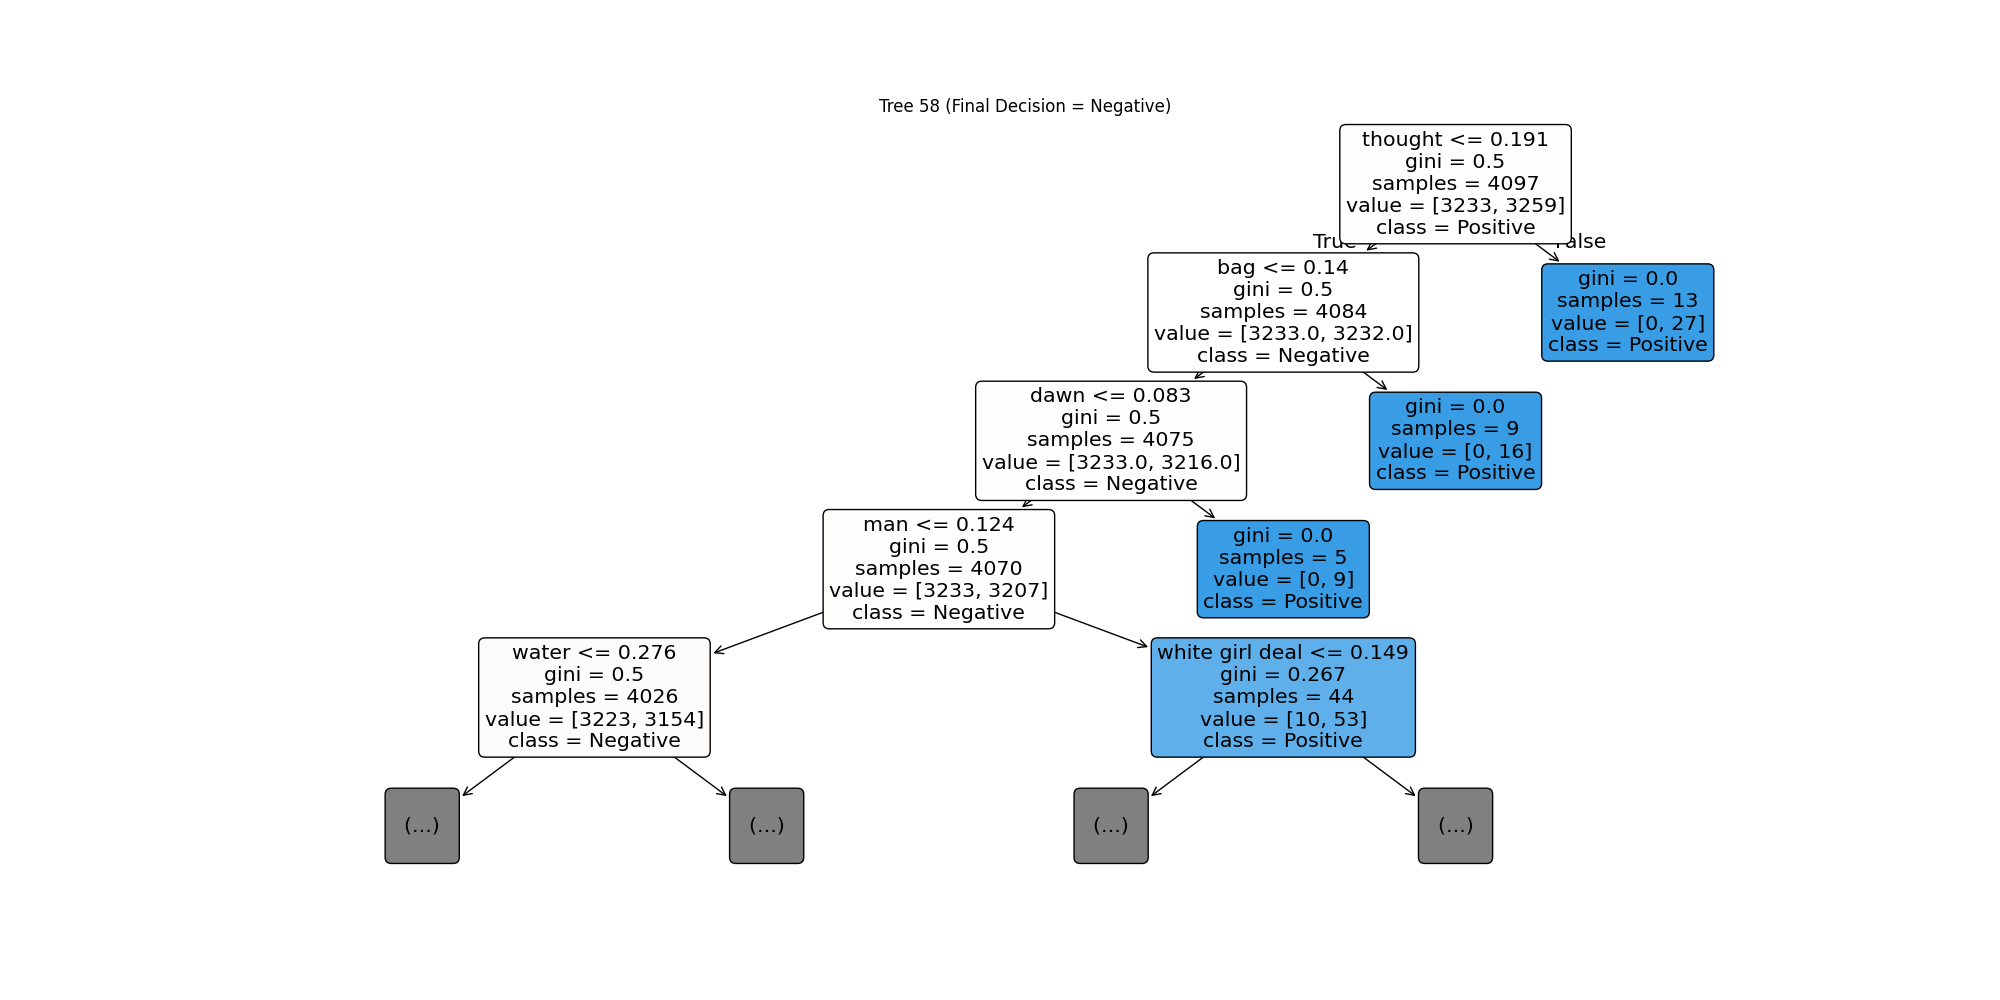 Tree 58 (Final Decision = Negative)
thought <= 0.191
gini = 0.5
samples = 4097
value = [3233, 3259]
class = Positive
True
False
bag <= 0.14
gini = 0.5
samples = 4084
value = [3233.0, 3232.0]
class = Negative
gini = 0.0
samples = 13
value = [0, 27]
class = Positive
dawn <= 0.083
gini = 0.5
samples = 4075
value = [3233.0, 3216.0]
class = Negative
gini = 0.0
samples = 9
value = [0, 16]
class = Positive
man <= 0.124
gini = 0.5
samples = 4070
value = [3233, 3207]
class = Negative
gini = 0.0
samples = 5
value = [0, 9]
class = Positive
water <= 0.276
gini = 0.5
samples = 4026
value = [3223, 3154]
class = Negative
white girl deal <= 0.149
gini = 0.267
samples = 44
value = [10, 53]
class = Positive
(...)
(...)
(...)
(...)